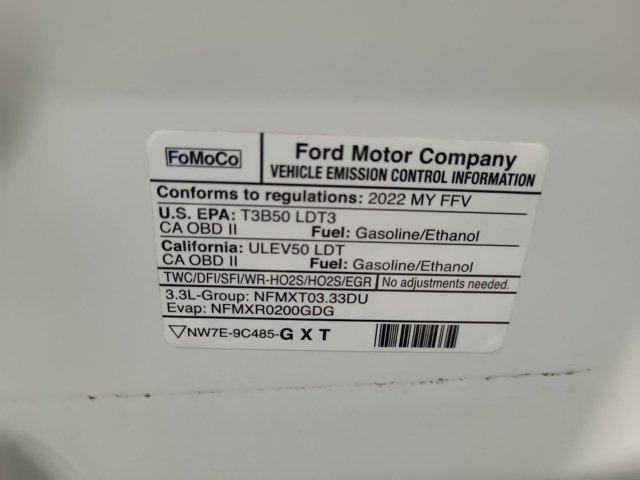 FoMoCo
Ford Motor Company
VEHICLE EMISSION CONTROL INFORMATION
Conforms to regulations: 2022 MY FFV
U.S. EPA: T3B50 LDT3
CA OBD II Fuel: Gasoline/Ethanol
California: ULEV50 LDT
CA OBD II Fuel: Gasoline/Ethanol
TWC/DFI/SFI/WR-HO2S/HO2S/EGR No adjustments needed.
3.3L-Group: NFMXT03.33DU
Evap: NFMXR0200GDG
NW7E-9C485-G X T